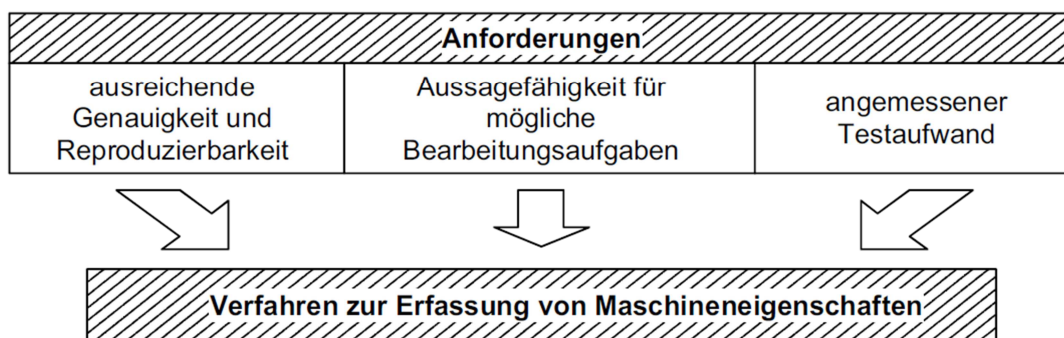 Anforderungen
ausreichende
Genauigkeit und
Reproduzierbarkeit
Aussagefähigkeit für
mögliche
Bearbeitungsaufgaben
angemessener
Testaufwand
Verfahren zur Erfassung von Maschineneigenschaften